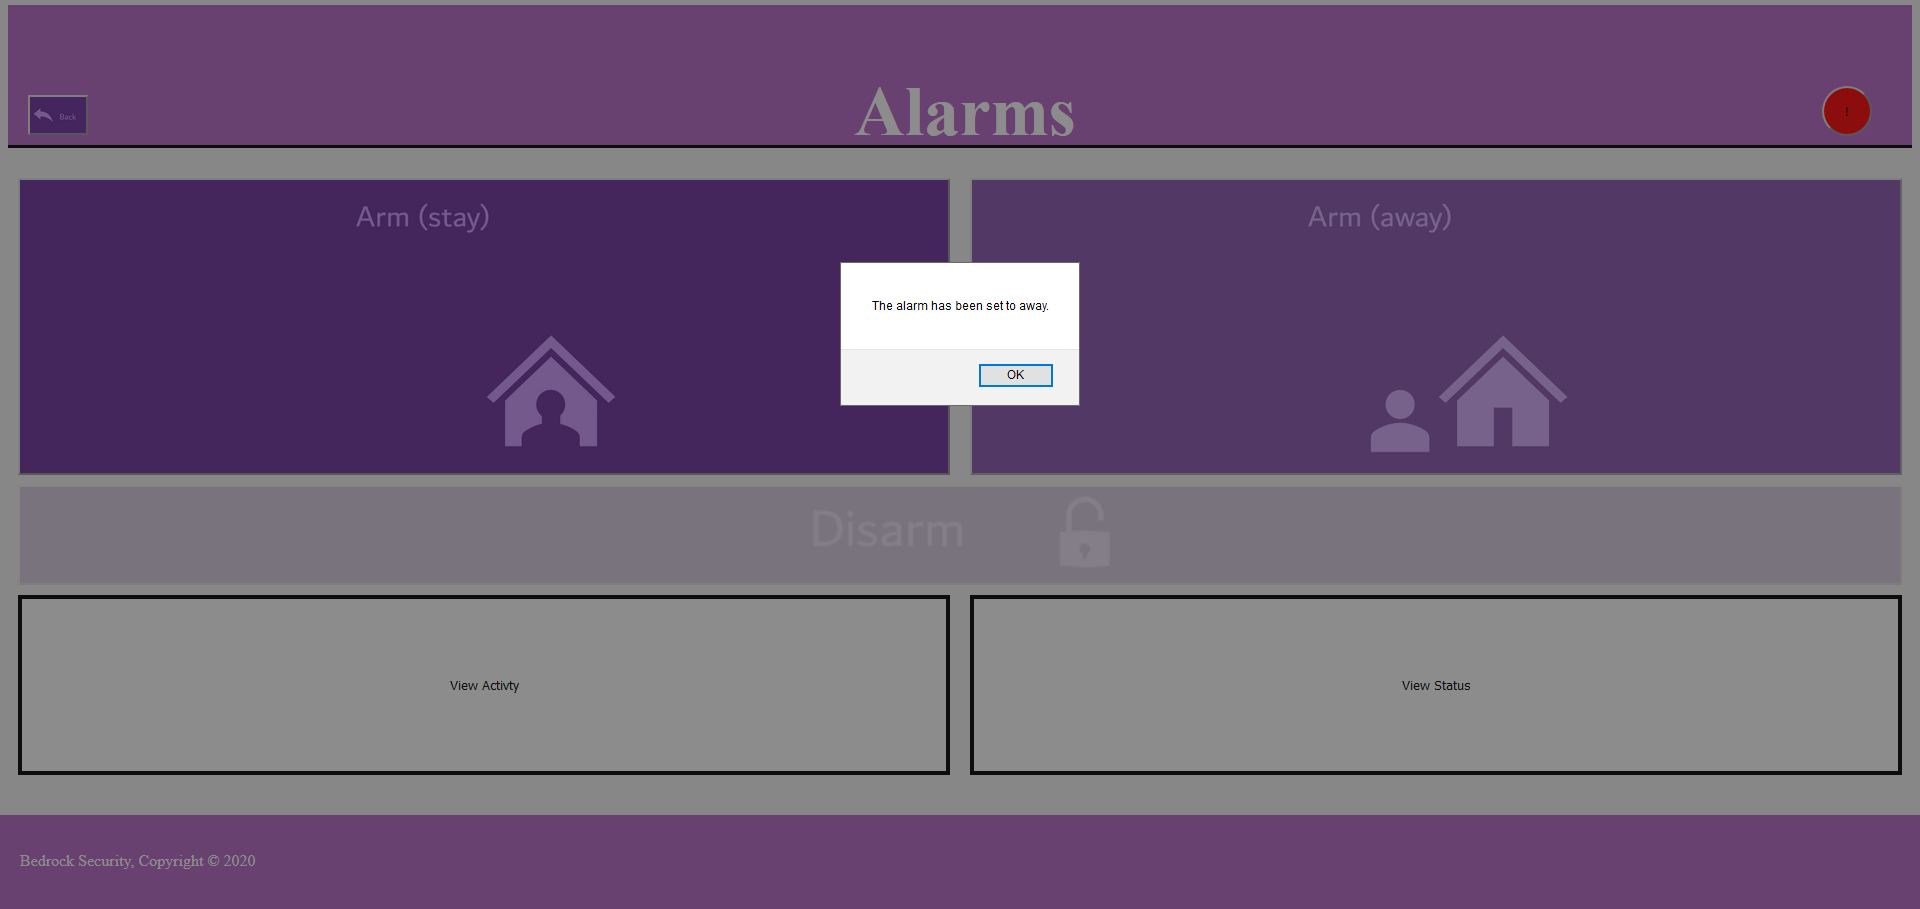 Back
Alarms
!
Arm (stay)
Arm (away)
The alarm has been set to away.
OK
Disarm
View Activty
View Status
Bedrock Security, Copyright © 2020